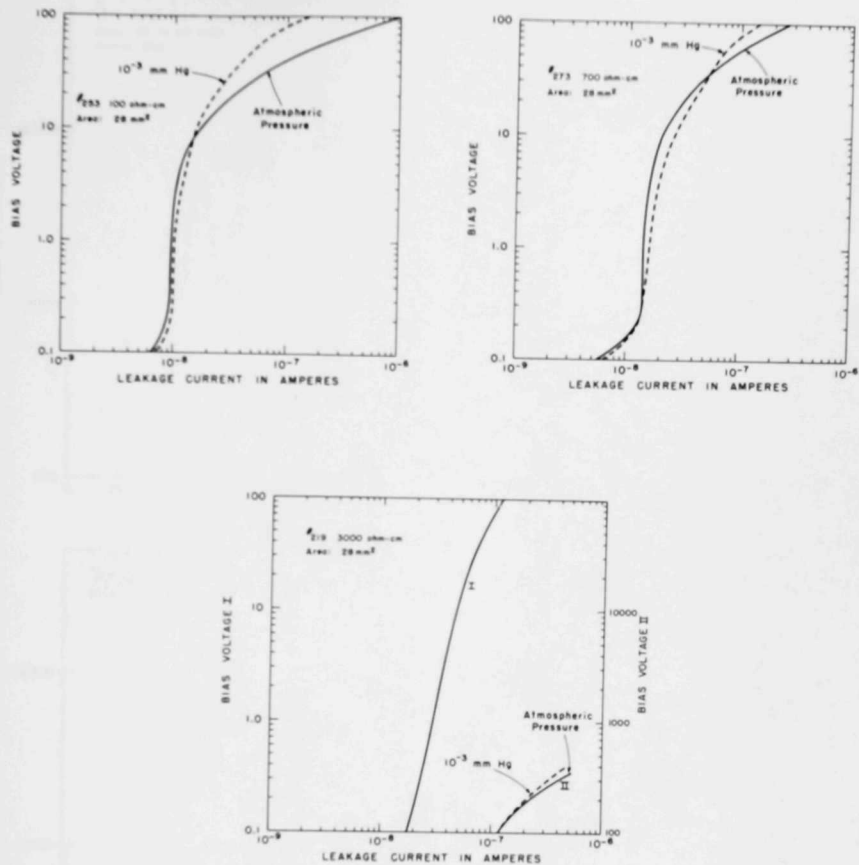 100
10
1.0
0.1
BIAS VOLTAGE
10⁻³ mm Hg
#253 100 ohm-cm
Area: 28 mm²
Atmospheric
Pressure
10⁻⁹
10⁻⁸
10⁻⁷
10⁻⁶
LEAKAGE CURRENT IN AMPERES
100
10
1.0
0.1
BIAS VOLTAGE
10⁻³ mm Hg
#273 700 ohm-cm
Area: 28 mm²
Atmospheric
Pressure
10⁻⁹
10⁻⁸
10⁻⁷
10⁻⁶
LEAKAGE CURRENT IN AMPERES
100
10
1.0
0.1
BIAS VOLTAGE I
#219 3000 ohm-cm
Area: 28 mm²
I
10000
1000
100
BIAS VOLTAGE II
Atmospheric
Pressure
10⁻³ mm Hg
II
10⁻⁹
10⁻⁸
10⁻⁷
10⁻⁶
LEAKAGE CURRENT IN AMPERES